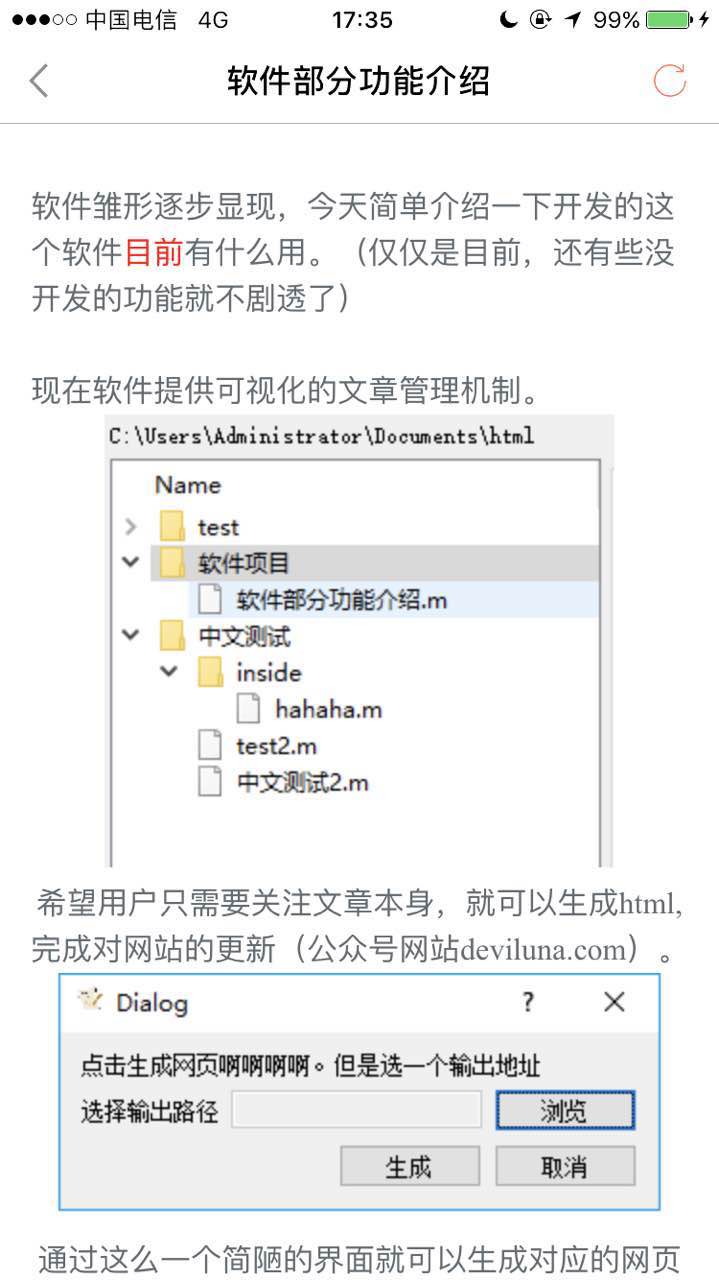 中国电信 4G 17:35 99%
软件部分功能介绍
软件雏形逐步显现，今天简单介绍一下开发的这
个软件目前有什么用。（仅仅是目前，还有些没
开发的功能就不剧透了）
现在软件提供可视化的文章管理机制。
C:\Users\Administrator\Documents\html
Name
test
软件项目
软件部分功能介绍.m
中文测试
inside
hahaha.m
test2.m
中文测试2.m
希望用户只需要关注文章本身，就可以生成html,
完成对网站的更新（公众号网站deviluna.com）。
Dialog ?
点击生成网页啊啊啊啊。但是选一个输出地址
选择输出路径 浏览
生成 取消
通过这么一个简陋的界面就可以生成对应的网页